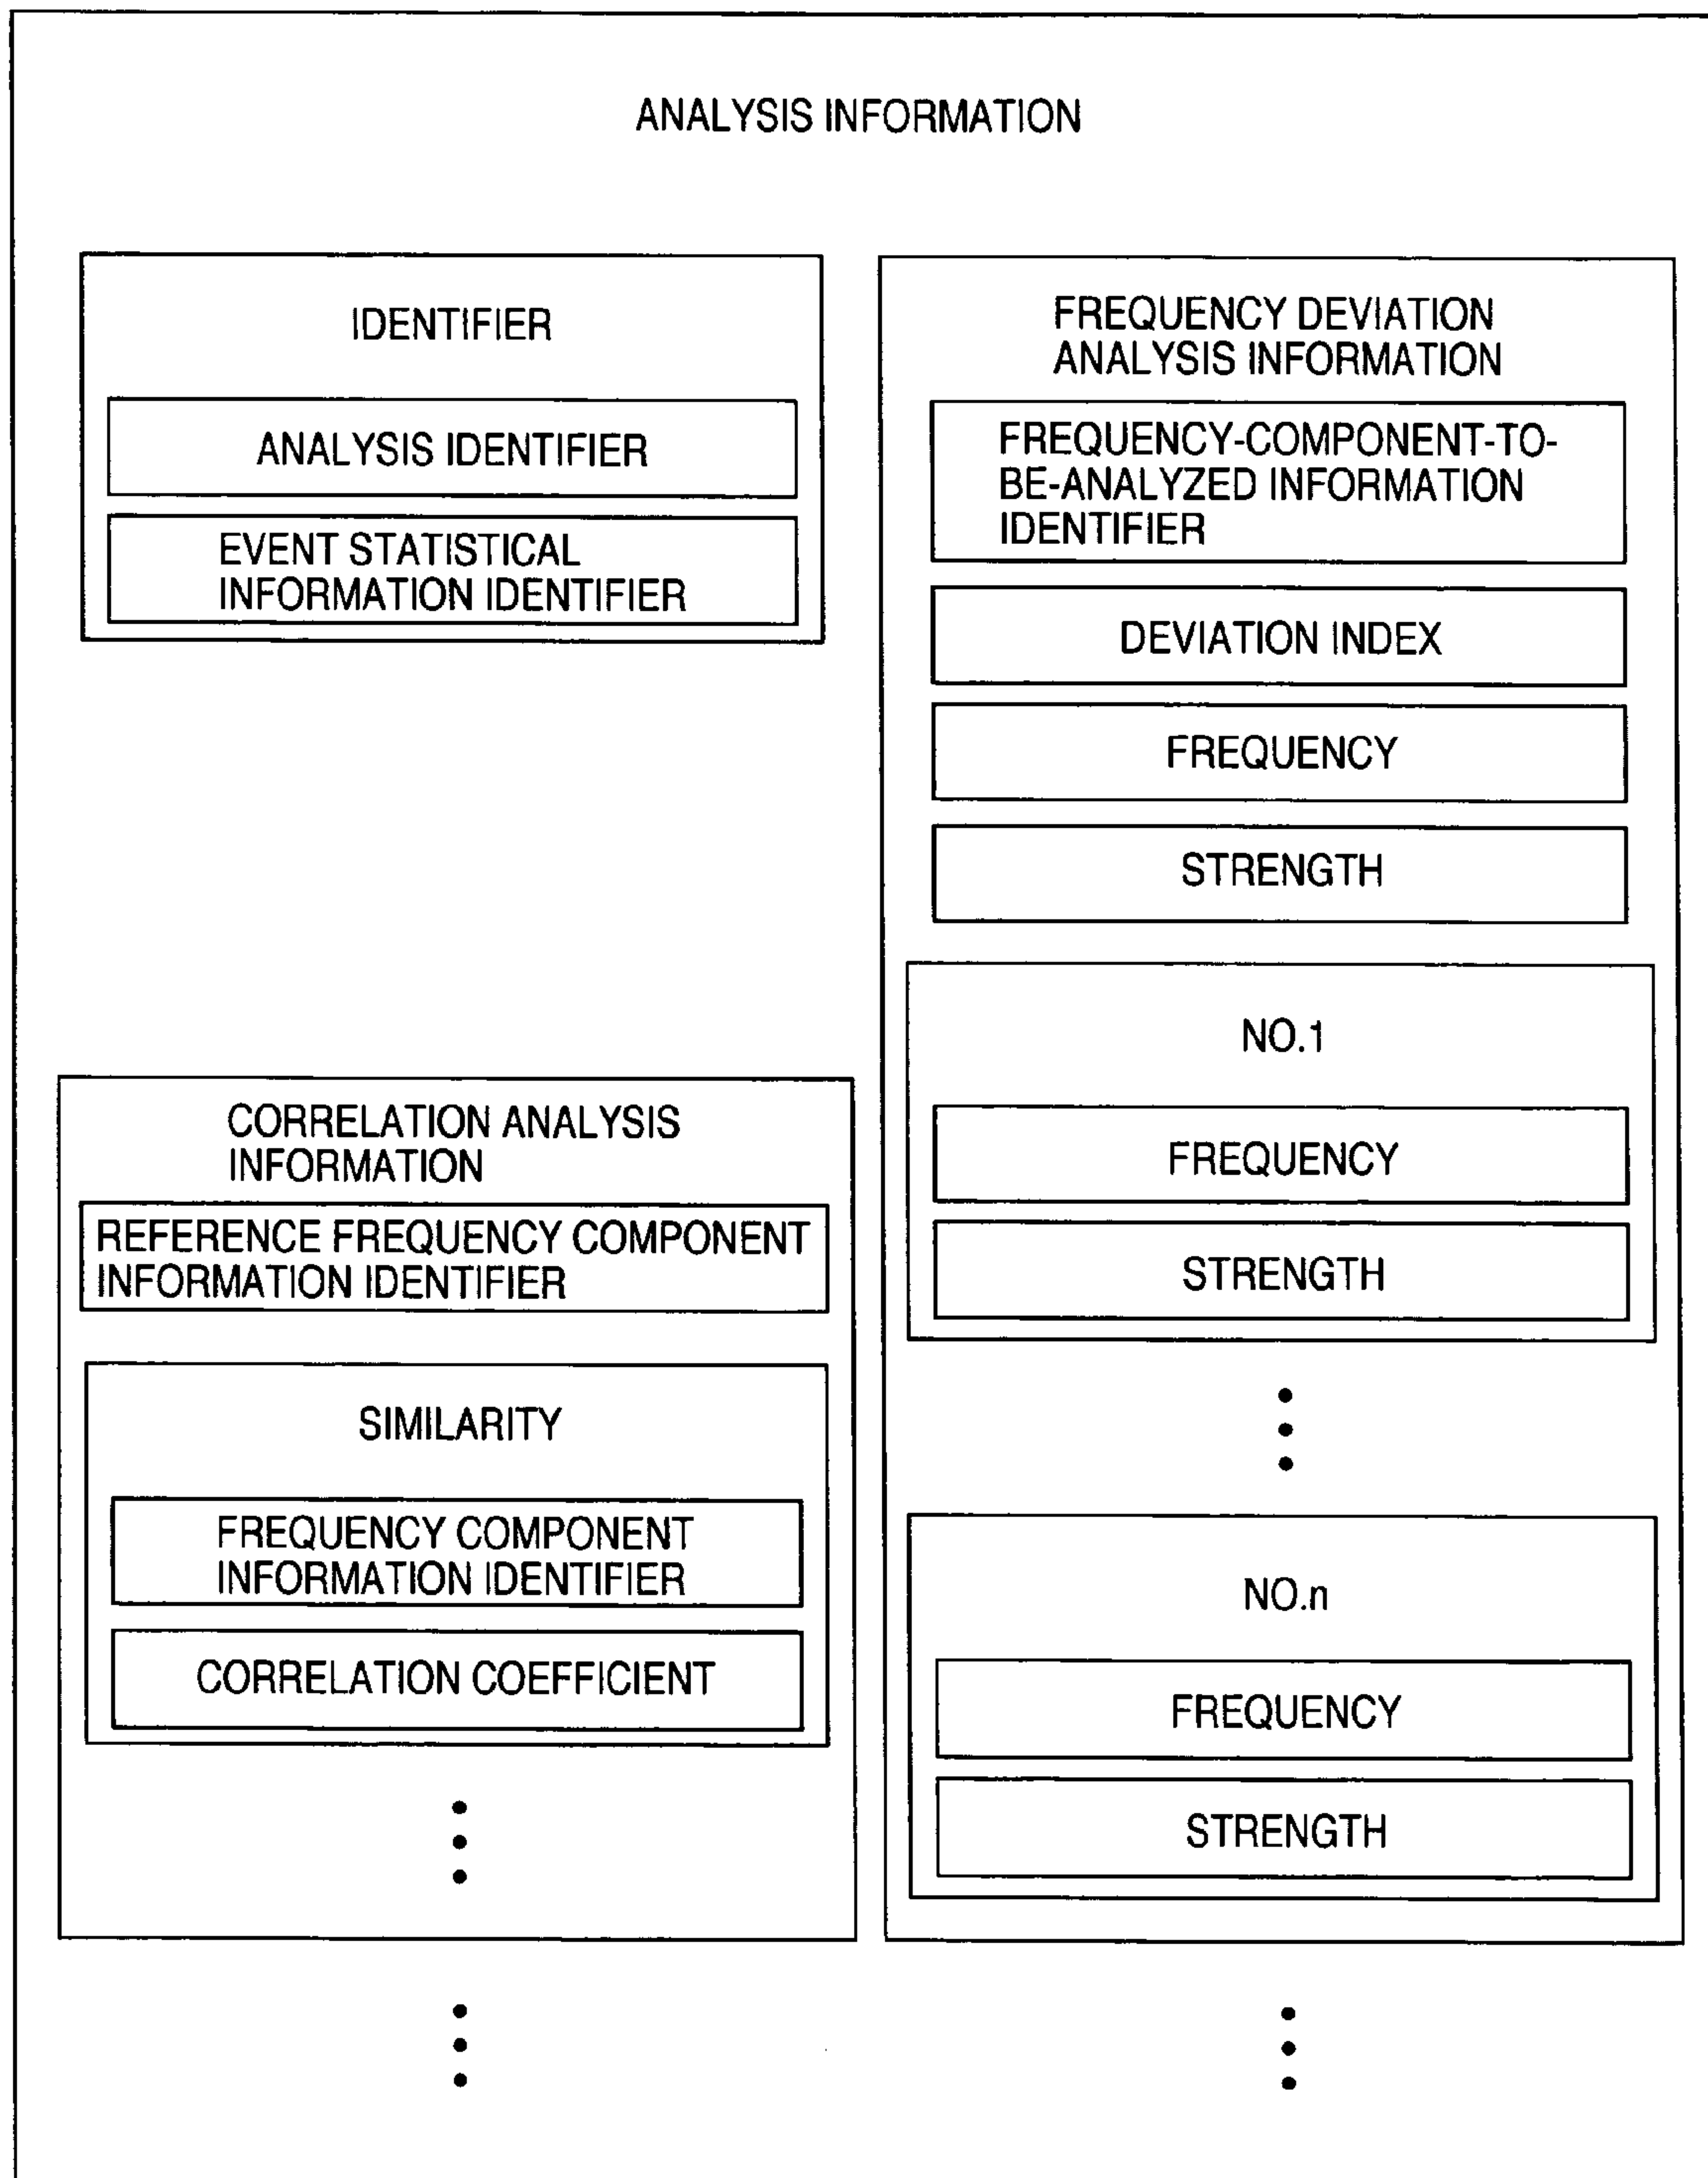 ANALYSIS INFORMATION
IDENTIFIER
ANALYSIS IDENTIFIER
EVENT STATISTICAL
INFORMATION IDENTIFIER
CORRELATION ANALYSIS
INFORMATION
REFERENCE FREQUENCY COMPONENT
INFORMATION IDENTIFIER
SIMILARITY
FREQUENCY COMPONENT
INFORMATION IDENTIFIER
CORRELATION COEFFICIENT
FREQUENCY DEVIATION
ANALYSIS INFORMATION
FREQUENCY-COMPONENT-TO-
BE-ANALYZED INFORMATION
IDENTIFIER
DEVIATION INDEX
FREQUENCY
STRENGTH
NO.1
FREQUENCY
STRENGTH
NO.n
FREQUENCY
STRENGTH